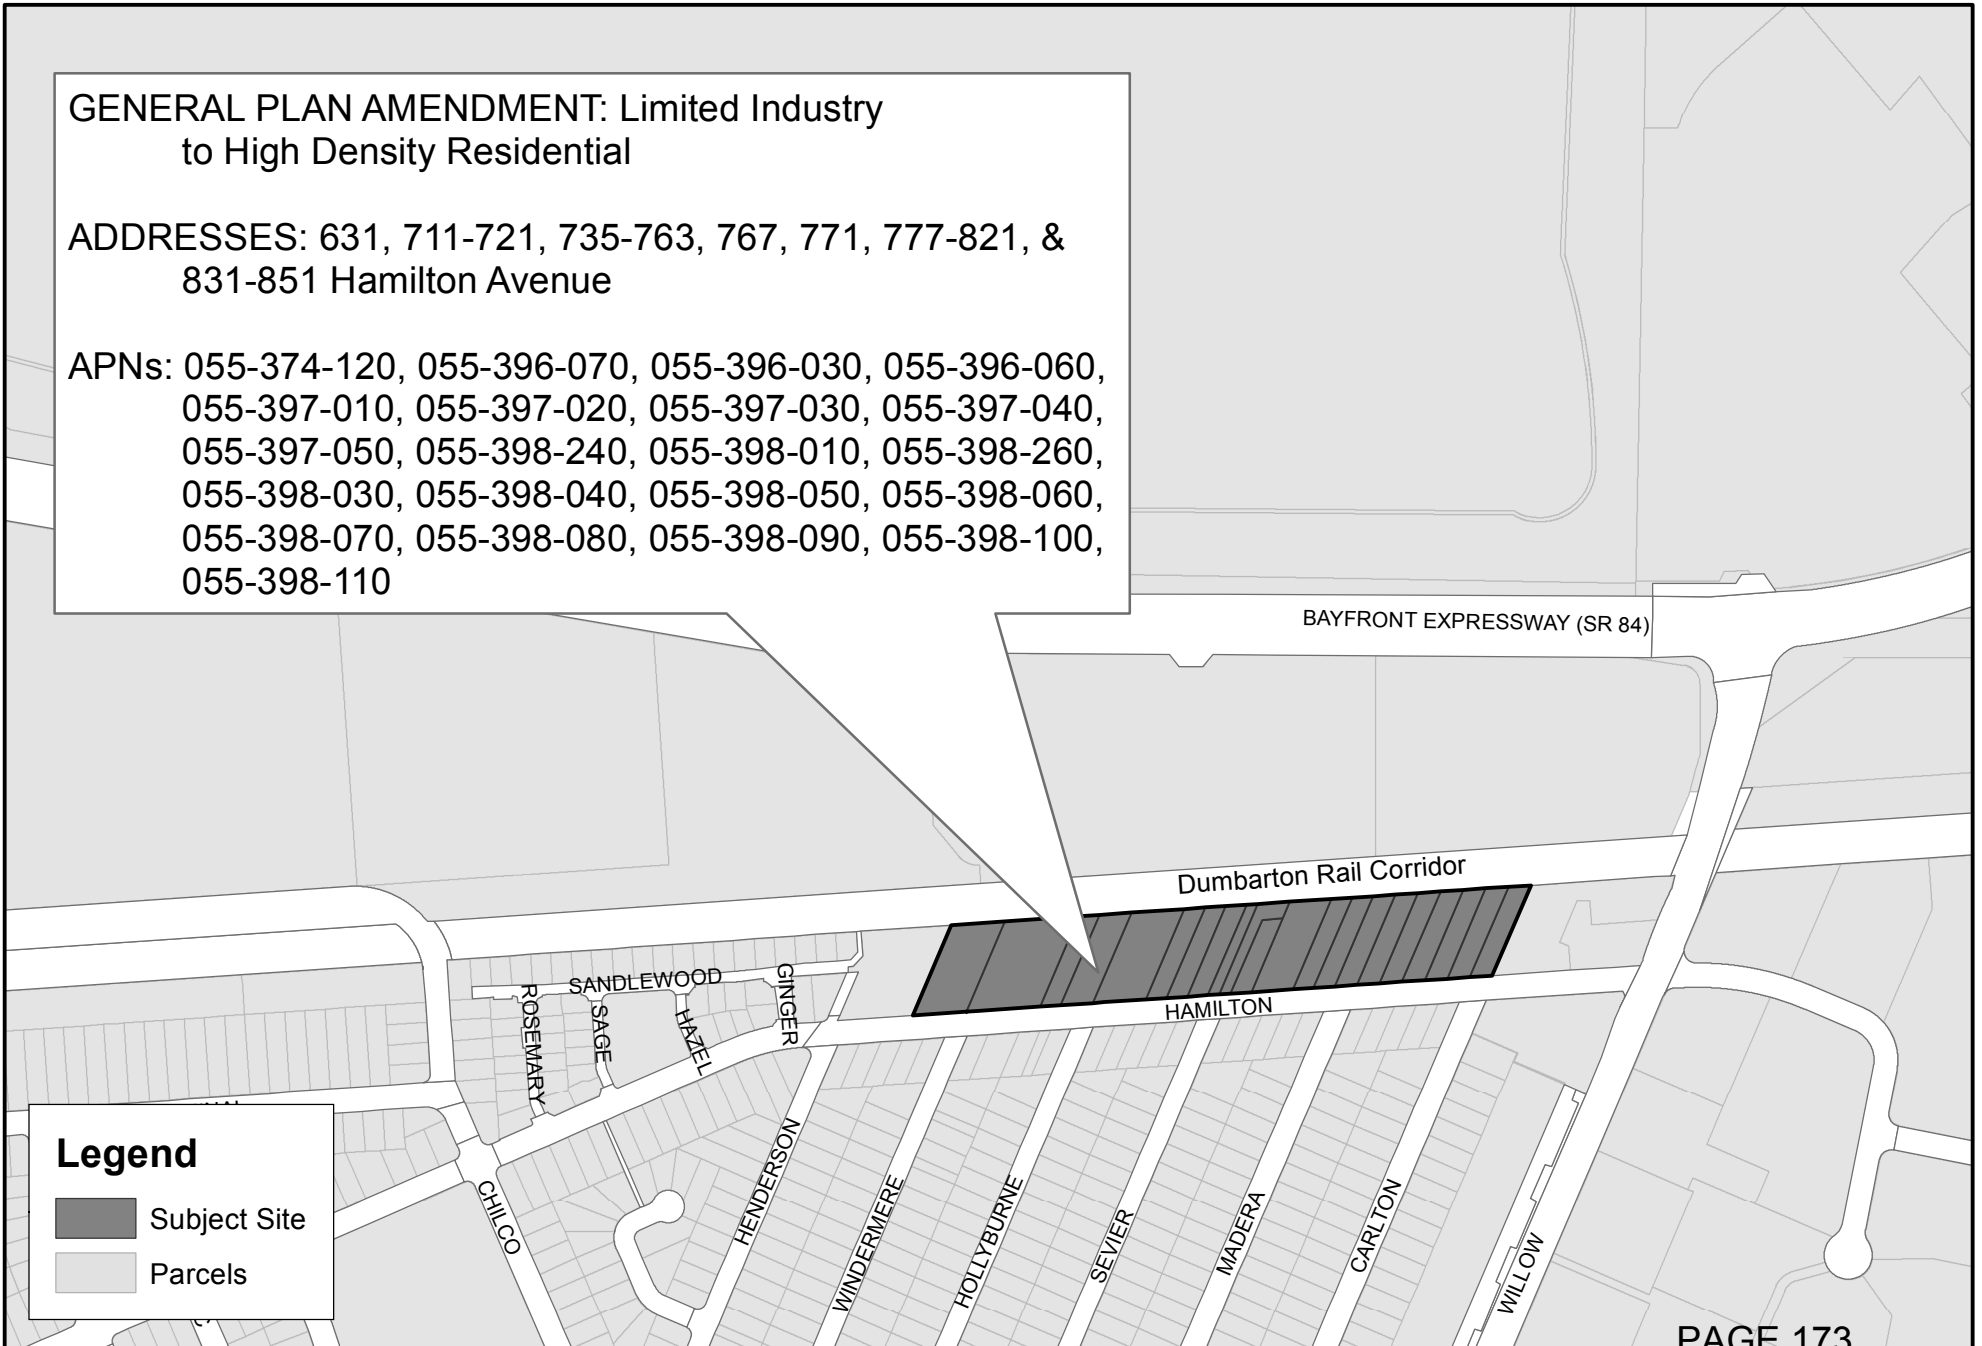 GENERAL PLAN AMENDMENT: Limited Industry
to High Density Residential
ADDRESSES: 631, 711-721, 735-763, 767, 771, 777-821, &
831-851 Hamilton Avenue
APNs: 055-374-120, 055-396-070, 055-396-030, 055-396-060,
055-397-010, 055-397-020, 055-397-030, 055-397-040,
055-397-050, 055-398-240, 055-398-010, 055-398-260,
055-398-030, 055-398-040, 055-398-050, 055-398-060,
055-398-070, 055-398-080, 055-398-090, 055-398-100,
055-398-110
BAYFRONT EXPRESSWAY (SR 84)
Dumbarton Rail Corridor
SANDLEWOOD
GINGER
ROSEMARY
SAGE
HAZEL
HAMILTON
HENDERSON
WINDERMERE
HOLLYBURNE
SEVIER
MADERA
CARLTON
WILLOW
CHILCO
Legend
Subject Site
Parcels
PAGE 173